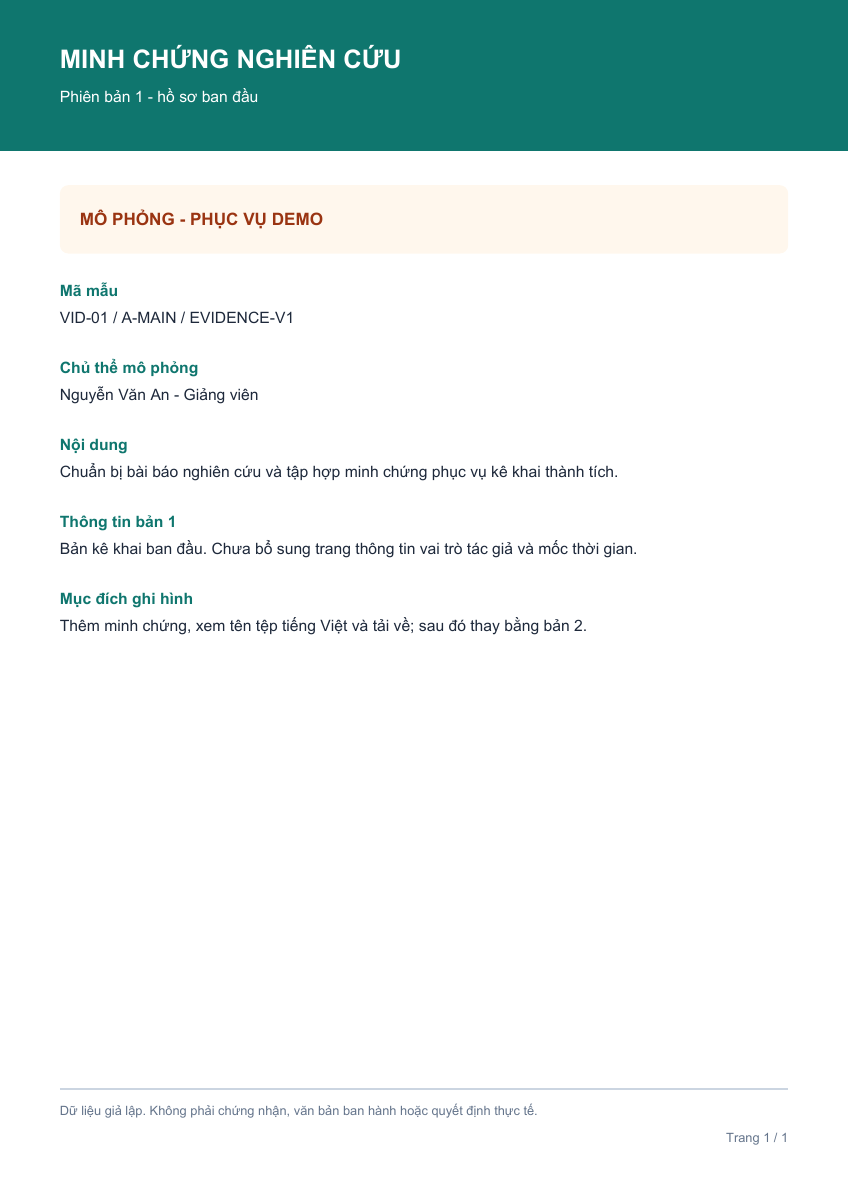 MINH CHỨNG NGHIÊN CỨU
Phiên bản 1 - hồ sơ ban đầu
MÔ PHỎNG - PHỤC VỤ DEMO
Mã mẫu
VID-01 / A-MAIN / EVIDENCE-V1
Chủ thể mô phỏng
Nguyễn Văn An - Giảng viên
Nội dung
Chuẩn bị bài báo nghiên cứu và tập hợp minh chứng phục vụ kê khai thành tích.
Thông tin bản 1
Bản kê khai ban đầu. Chưa bổ sung trang thông tin vai trò tác giả và mốc thời gian.
Mục đích ghi hình
Thêm minh chứng, xem tên tệp tiếng Việt và tải về; sau đó thay bằng bản 2.
Dữ liệu giả lập. Không phải chứng nhận, văn bản ban hành hoặc quyết định thực tế.
Trang 1 / 1